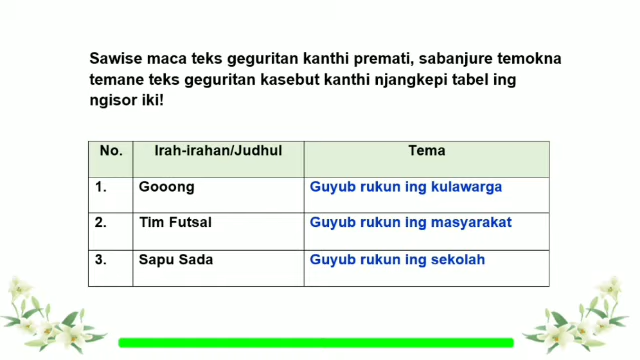 Sawise maca teks geguritan kanthi premati, sabanjure temokna
temane teks geguritan kasebut kanthi njangkepi tabel ing
ngisor iki!
No. Irah-irahan/Judhul Tema
1. Gooong Guyub rukun ing kulawarga
2. Tim Futsal Guyub rukun ing masyarakat
3. Sapu Sada Guyub rukun ing sekolah